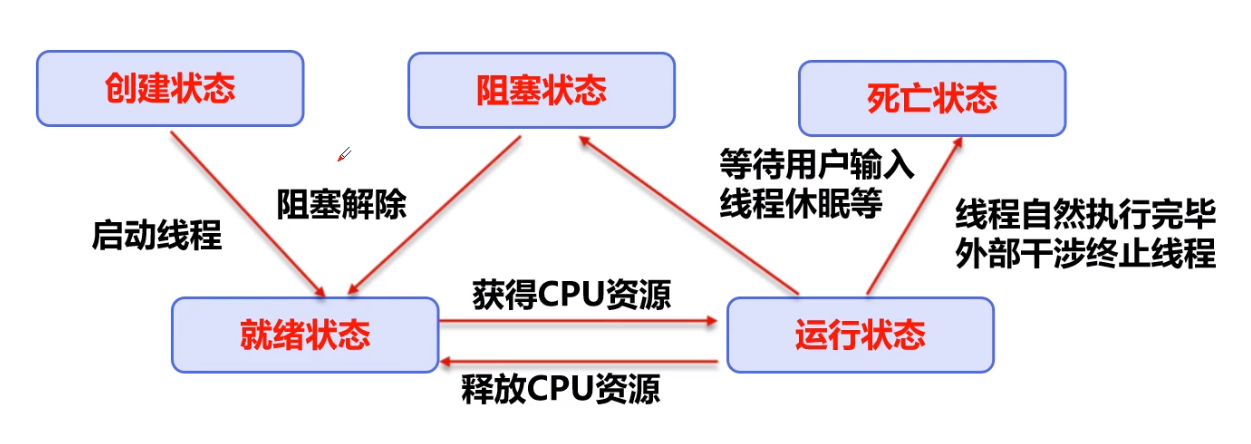 创建状态
阻塞状态
死亡状态
等待用户输入
线程休眠等
阻塞解除
启动线程
线程自然执行完毕
外部干涉终止线程
获得CPU资源
就绪状态
运行状态
释放CPU资源